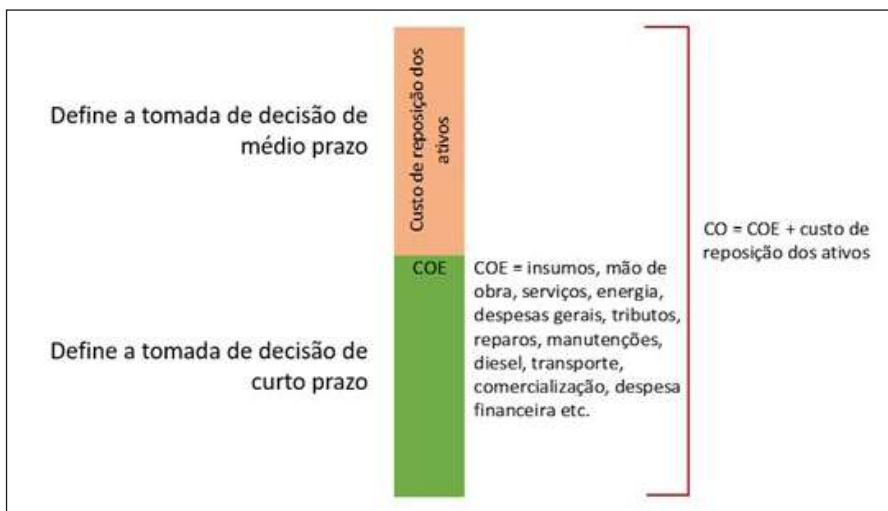 Define a tomada de decisão de
médio prazo
Custo de reposição dos
ativos
CO = COE + custo de
reposição dos ativos
COE
COE = insumos, mão de
obra, serviços, energia,
despesas gerais, tributos,
reparos, manutenções,
diesel, transporte,
comercialização, despesa
financeira etc.
Define a tomada de decisão de
curto prazo